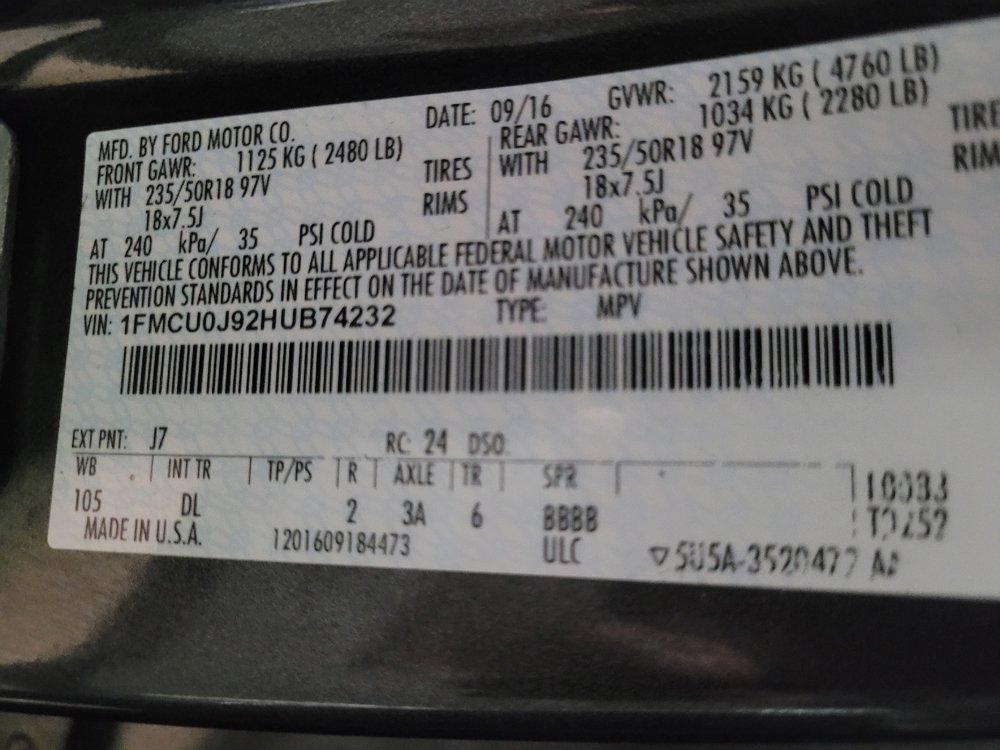 MFD. BY FORD MOTOR CO. DATE: 09/16 GVWR: 2159 KG ( 4760 LB)
FRONT GAWR: 1125 KG ( 2480 LB) REAR GAWR: 1034 KG ( 2280 LB)
WITH 235/50R18 97V TIRES WITH 235/50R18 97V TIRE
18x7.5J RIMS 18x7.5J RIM
AT 240 kPa/ 35 PSI COLD AT 240 kPa/ 35 PSI COLD
THIS VEHICLE CONFORMS TO ALL APPLICABLE FEDERAL MOTOR VEHICLE SAFETY AND THEFT
PREVENTION STANDARDS IN EFFECT ON THE DATE OF MANUFACTURE SHOWN ABOVE.
VIN: 1FMCU0J92HUB74232 TYPE: MPV
EXT PNT: J7 RC: 24 DSO:
WB | INT TR | TP/PS | R | AXLE | TR | SPR
105 DL 2 3A 6 BBBB
MADE IN U.S.A. 1201609184473 ULC